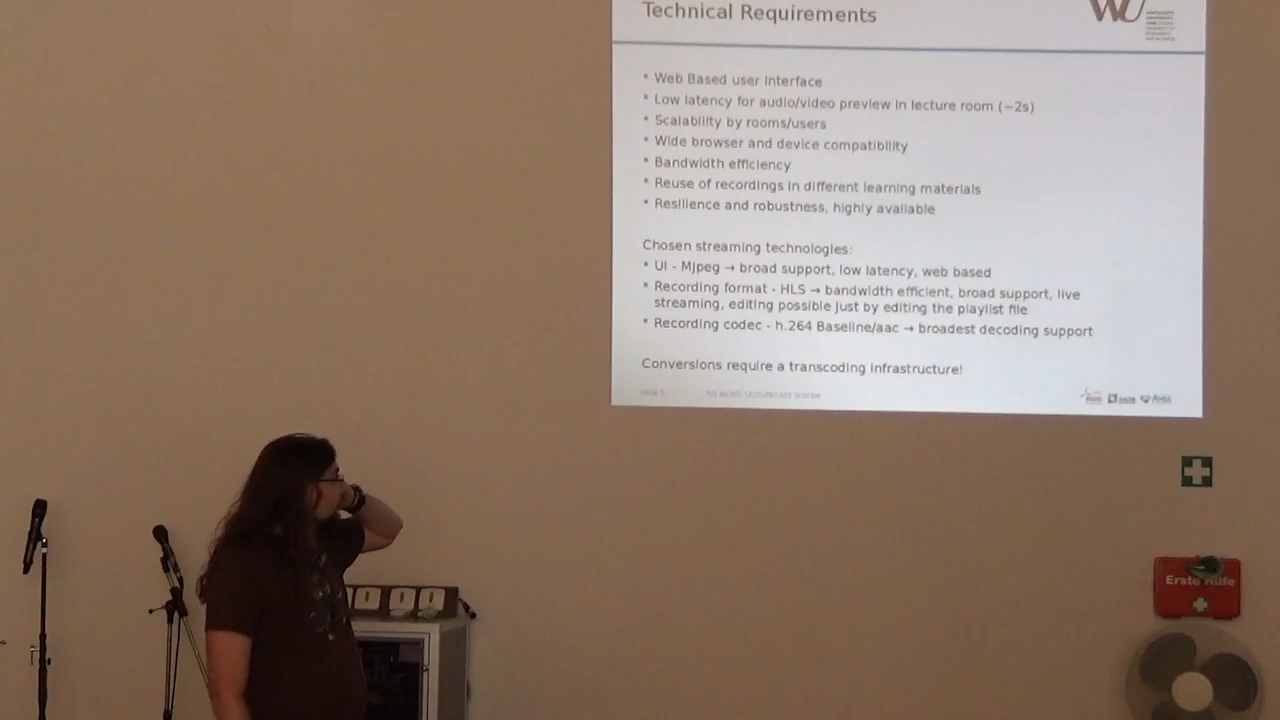 Technical Requirements
WU
* Web Based user interface
* Low latency for audio/video preview in lecture room (~2s)
* Scalability by rooms/users
* Wide browser and device compatibility
* Bandwidth efficiency
* Reuse of recordings in different learning materials
* Resilience and robustness, highly available
Chosen streaming technologies:
* UI - Mjpeg → broad support, low latency, web based
* Recording format - HLS → bandwidth efficient, broad support, live
streaming, editing possible just by editing the playlist file
* Recording codec - h.264 Baseline/aac → broadest decoding support
Conversions require a transcoding infrastructure!
Erste Hilfe